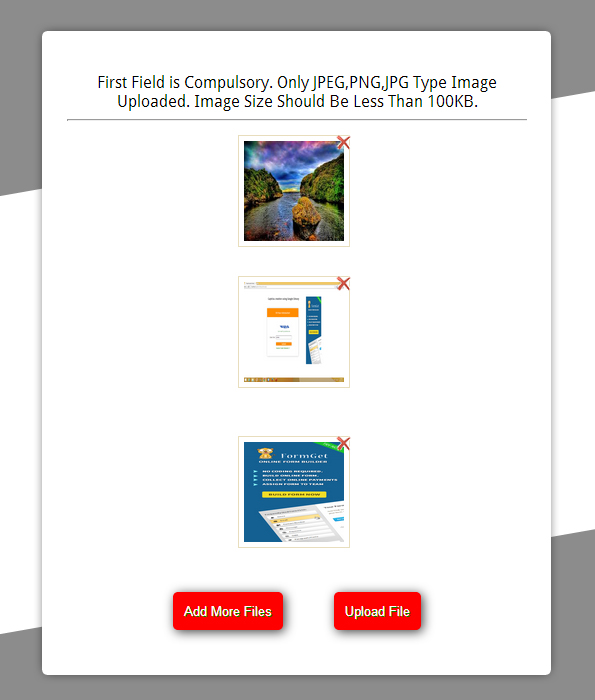 First Field is Compulsory. Only JPEG,PNG,JPG Type Image
Uploaded. Image Size Should Be Less Than 100KB.
FormGet
ONLINE FORM BUILDER
NO CODING REQUIRED.
BUILD ONLINE FORM.
COLLECT ONLINE PAYMENTS
ASSIGN FORM TO TEAM
BUILD FORM NOW
Add More Files
Upload File